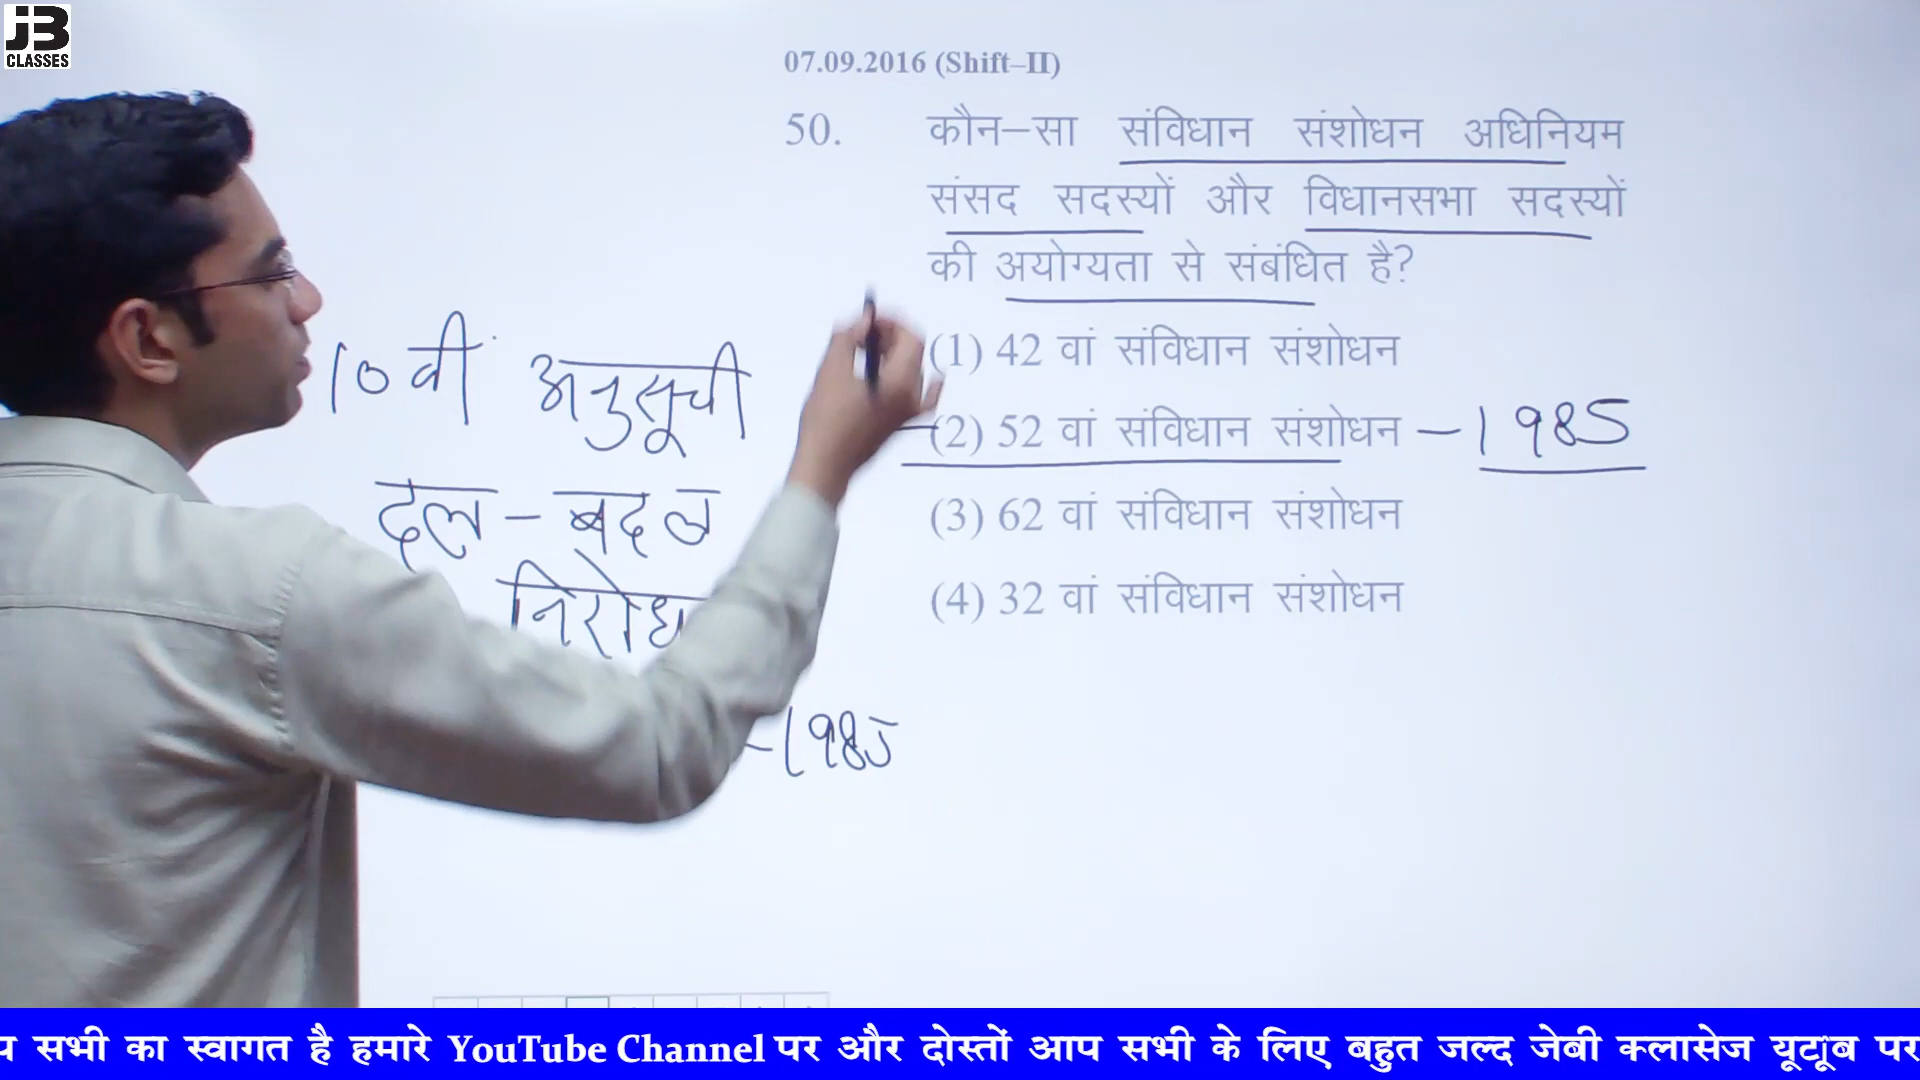 JB
CLASSES
07.09.2016 (Shift–II)
50. कौन–सा संविधान संशोधन अधिनियम
संसद सदस्यों और विधानसभा सदस्यों
की अयोग्यता से संबंधित है?
(1) 42 वां संविधान संशोधन
(2) 52 वां संविधान संशोधन – 1985
(3) 62 वां संविधान संशोधन
(4) 32 वां संविधान संशोधन
10वीं अनुसूची
दल-बदल
निरोध
-1985
सभी का स्वागत है हमारे YouTube Channel पर और दोस्तों आप सभी के लिए बहुत जल्द जेबी क्लासेज यूट्यूब पर